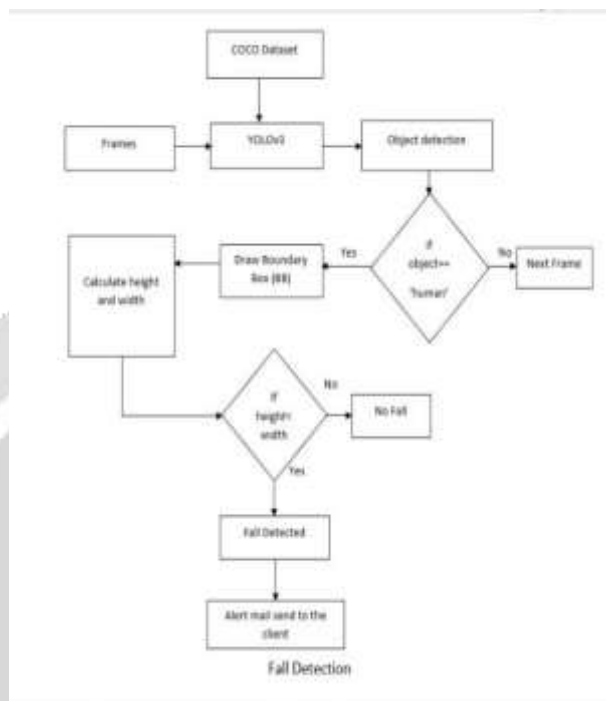 COCO Dataset
Frames
YOLOv3
Object detection
if
object==
'human'
Yes
No
Next Frame
Draw Boundary
Box (BB)
Calculate height
and width
If
height<
width
No
No Fall
Yes
Fall Detected
Alert mail send to the
client
Fall Detection